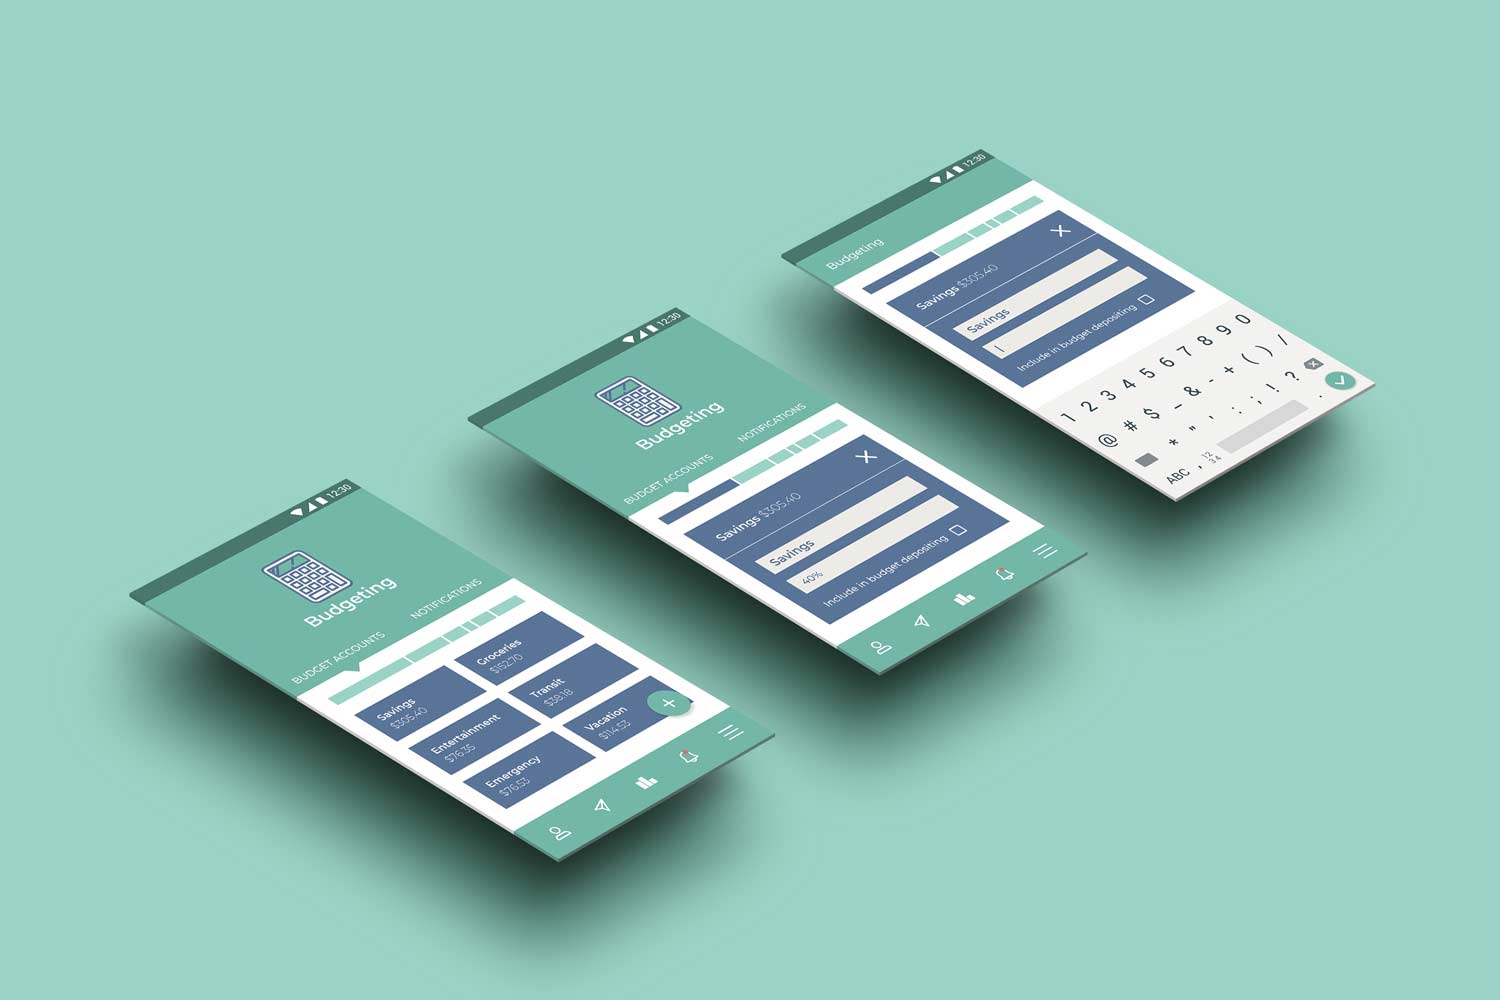 12:30
Budgeting
BUDGET ACCOUNTS
NOTIFICATIONS
Savings
$305.40
Groceries
$152.70
Entertainment
$76.35
Transit
$38.18
Emergency
$76.53
Vacation
$114.53
+
12:30
Budgeting
BUDGET ACCOUNTS
NOTIFICATIONS
Savings $305.40
Savings
40%
Include in budget depositing
12:30
Budgeting
Savings $305.40
Savings
Include in budget depositing
1 2 3 4 5 6 7 8 9 0
@ # $ – & - + ( ) /
* " ' : ; ! ?
ABC , 12 34 .